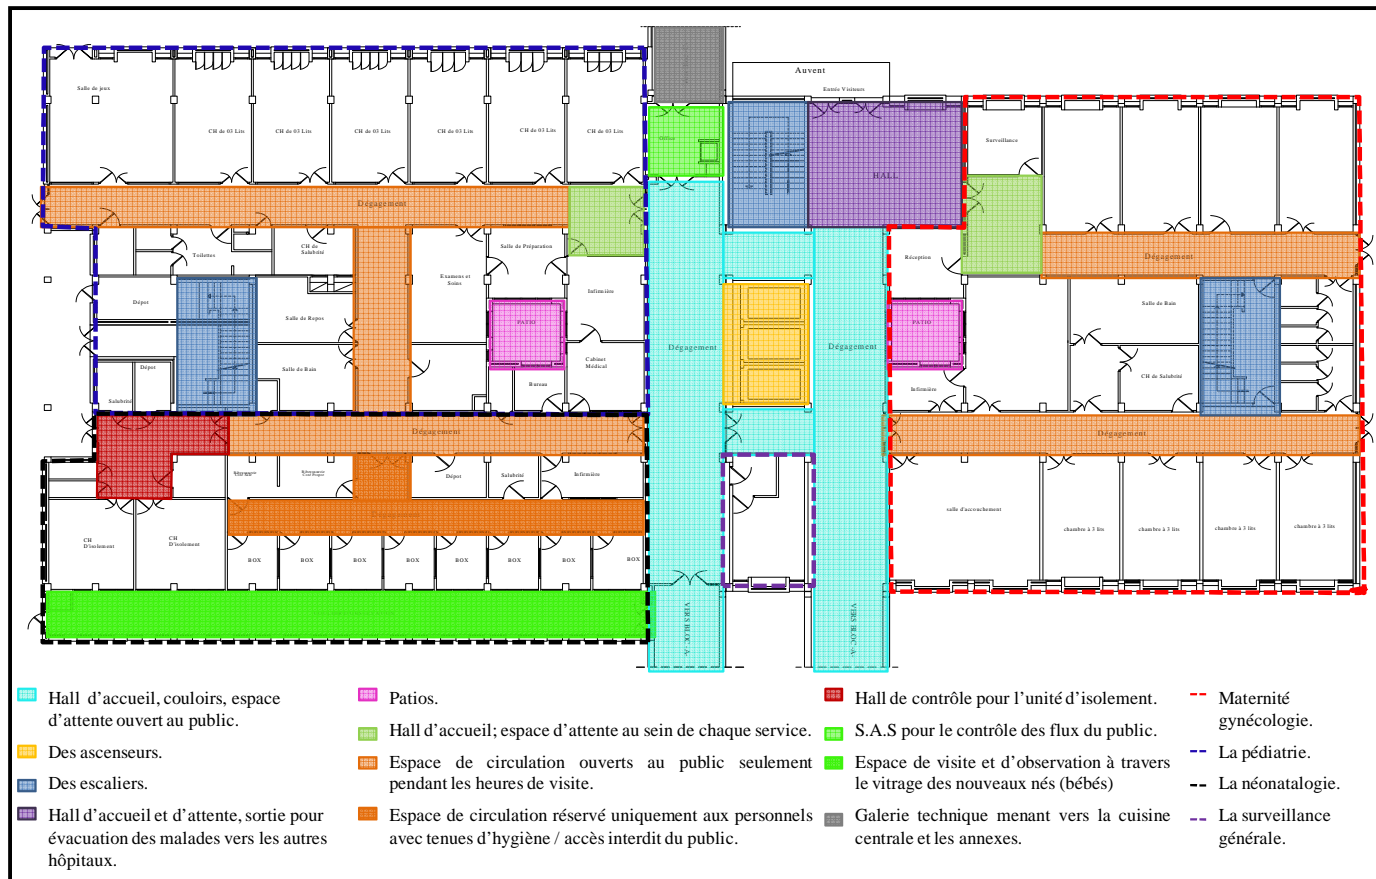 Auvent
Entrée Visiteurs
Salle de jeux
CH de 03 Lits
CH de 03 Lits
CH de 03 Lits
CH de 03 Lits
CH de 03 Lits
CH de 03 Lits
Office
Surveillance
HALL
Dégagement
Toilettes
CH de
Salubrité
Salle de Préparation
Réception
Dégagement
Examens et
Soins
Infirmière
Dépot
Salle de Repos
PATIO
PATIO
Salle de Bain
Dégagement
Dégagement
Cabinet
Médical
Dépot
Salle de Bain
Bureau
CH de Salubrité
Infirmière
Salubrité
Dégagement
Dégagement
Dépot
Salubrité
Infirmière
salle d'accouchement
chambre à 3 lits
chambre à 3 lits
chambre à 3 lits
chambre à 3 lits
CH
D'isolement
CH
D'isolement
BOX
BOX
BOX
BOX
BOX
BOX
BOX
BOX
VERS BLOC -A-
VERS BLOC -A-
Hall d'accueil, couloirs, espace
d'attente ouvert au public.
Des ascenseurs.
Des escaliers.
Hall d'accueil et d'attente, sortie pour
évacuation des malades vers les autres
hôpitaux.
Patios.
Hall d'accueil; espace d'attente au sein de chaque service.
Espace de circulation ouverts au public seulement
pendant les heures de visite.
Espace de circulation réservé uniquement aux personnels
avec tenues d'hygiène / accès interdit du public.
Hall de contrôle pour l'unité d'isolement.
S.A.S pour le contrôle des flux du public.
Espace de visite et d'observation à travers
le vitrage des nouveaux nés (bébés)
Galerie technique menant vers la cuisine
centrale et les annexes.
Maternité
gynécologie.
La pédiatrie.
La néonatalogie.
La surveillance
générale.